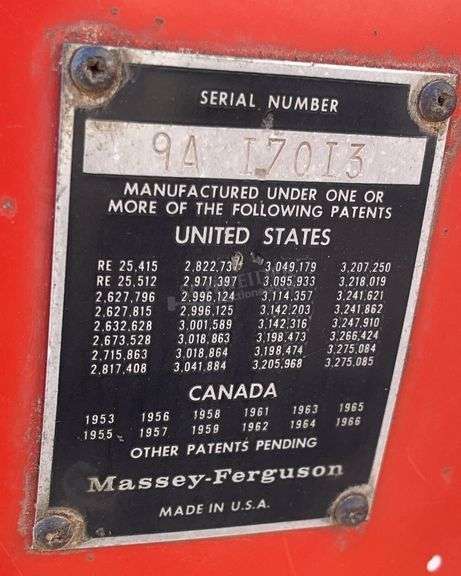 SERIAL NUMBER
9A 17013
MANUFACTURED UNDER ONE OR
MORE OF THE FOLLOWING PATENTS
UNITED STATES
RE 25,415 2,822,737 3,049,179 3,207,250
RE 25,512 2,971,397 3,095,933 3,218,019
2,627,796 2,996,124 3,114,357 3,241,621
2,627,815 2,996,125 3,142,203 3,241,862
2,632,628 3,001,589 3,142,316 3,247,910
2,673,528 3,018,863 3,198,473 3,266,424
2,715,863 3,018,864 3,198,474 3,275,084
2,817,408 3,041,884 3,205,968 3,275,085
CANADA
1953 1956 1958 1961 1963 1965
1955 1957 1959 1962 1964 1966
OTHER PATENTS PENDING
Massey-Ferguson
MADE IN U.S.A.